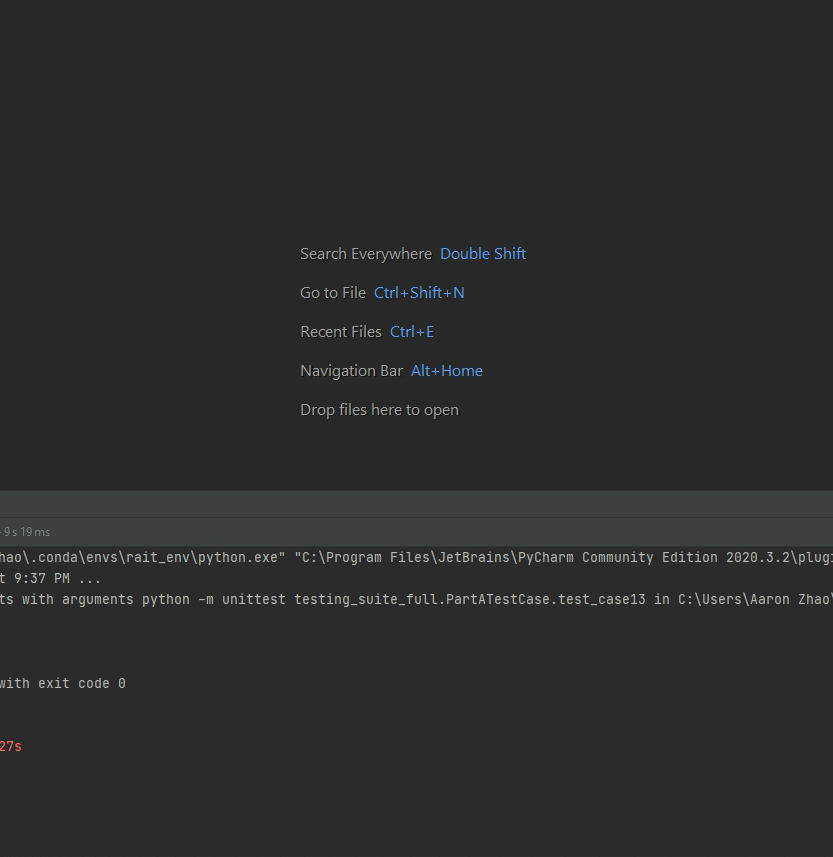 Search Everywhere Double Shift
Go to File Ctrl+Shift+N
Recent Files Ctrl+E
Navigation Bar Alt+Home
Drop files here to open
9 s 19 ms
hao\.conda\envs\rait_env\python.exe" "C:\Program Files\JetBrains\PyCharm Community Edition 2020.3.2\plugi
t 9:37 PM ...
ts with arguments python -m unittest testing_suite_full.PartATestCase.test_case13 in C:\Users\Aaron Zhao\
with exit code 0
27s